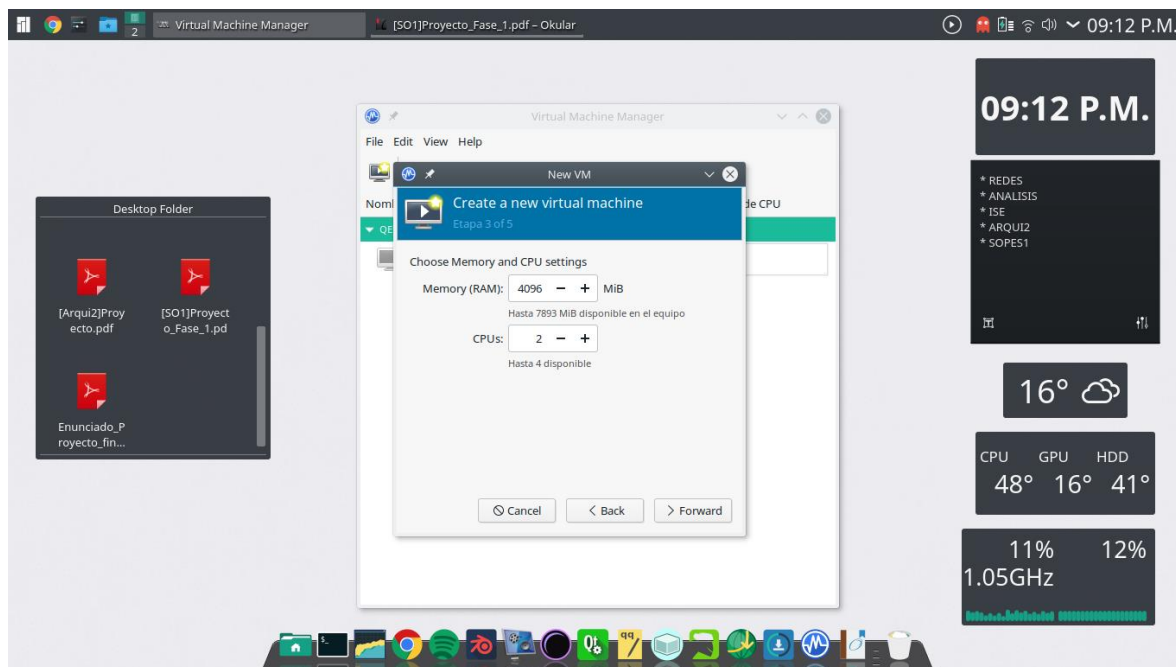 2
Virtual Machine Manager
[SO1]Proyecto_Fase_1.pdf – Okular
09:12 P.M.
09:12 P.M.
Virtual Machine Manager
File Edit View Help
New VM
* REDES
* ANALISIS
* ISE
* ARQUI2
* SOPES1
Desktop Folder
Create a new virtual machine
de CPU
Etapa 3 of 5
QE
Choose Memory and CPU settings
Memory (RAM): 4096 − + MiB
Hasta 7893 MiB disponible en el equipo
CPUs: 2 − +
Hasta 4 disponible
[Arqui2]Proy
ecto.pdf
[SO1]Proyect
o_Fase_1.pd
Enunciado_P
royecto_fin...
16°
CPU GPU HDD
48° 16° 41°
Cancel
< Back
> Forward
11% 12%
1.05GHz
qq